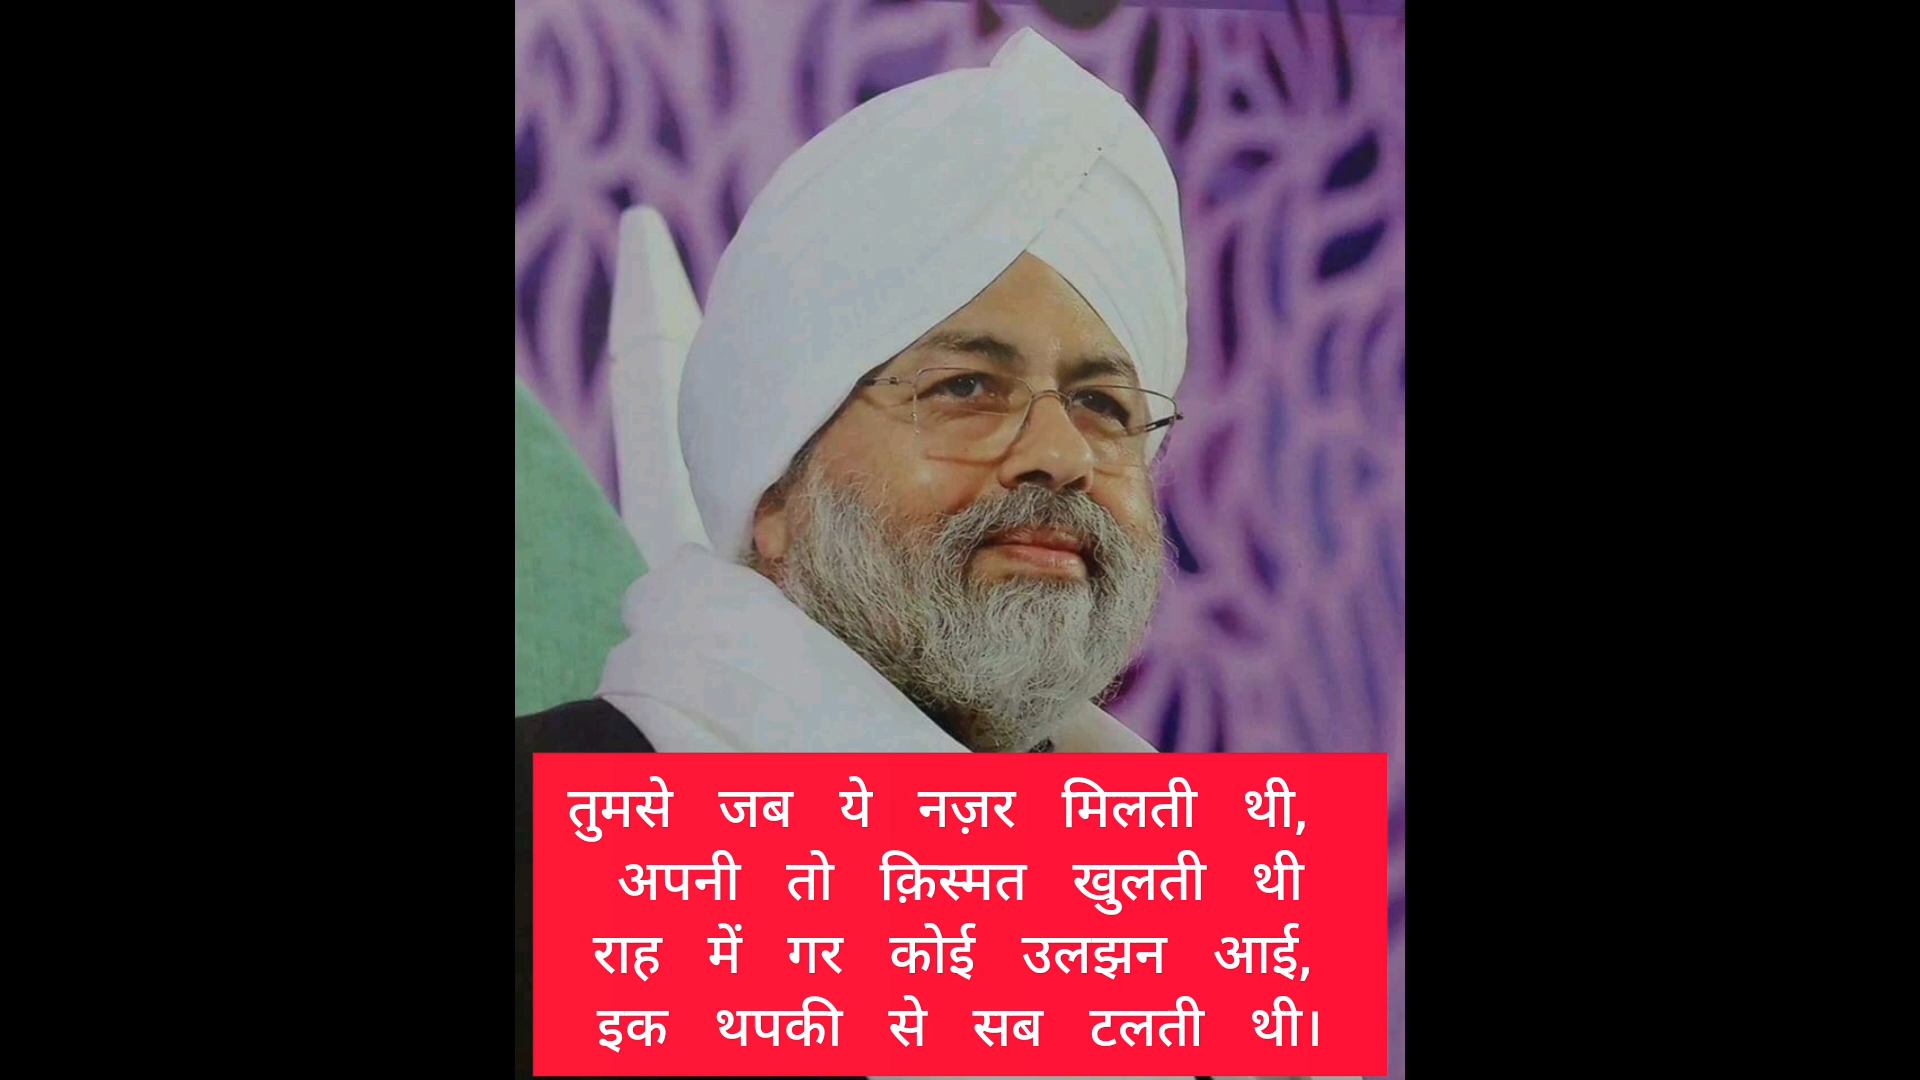 तुमसे जब ये नज़र मिलती थी,
अपनी तो क़िस्मत खुलती थी
राह में गर कोई उलझन आई,
इक थपकी से सब टलती थी।